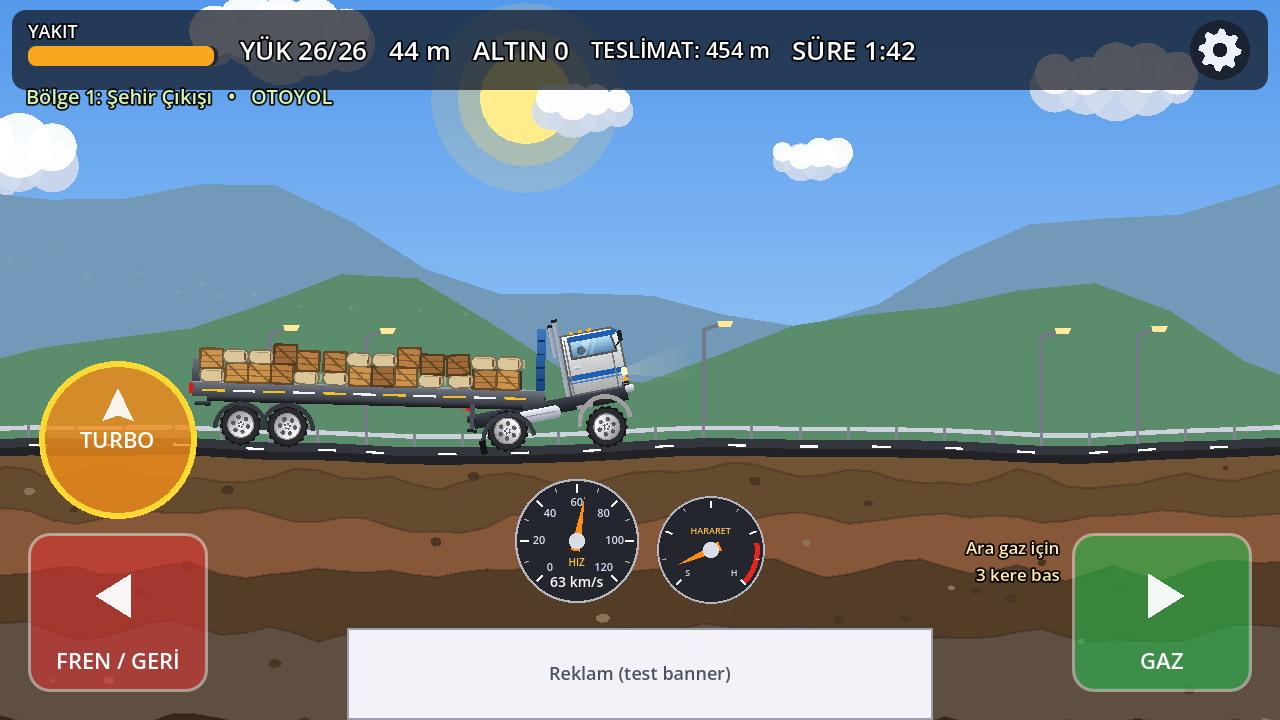 YAKIT
YÜK 26/26 44 m ALTIN 0 TESLİMAT: 454 m SÜRE 1:42
Bölge 1: Şehir Çıkışı • OTOYOL
TURBO
FREN / GERİ
0 20 40 60 80 100 120
HIZ
63 km/s
HARARET
S H
Ara gaz için
3 kere bas
GAZ
Reklam (test banner)